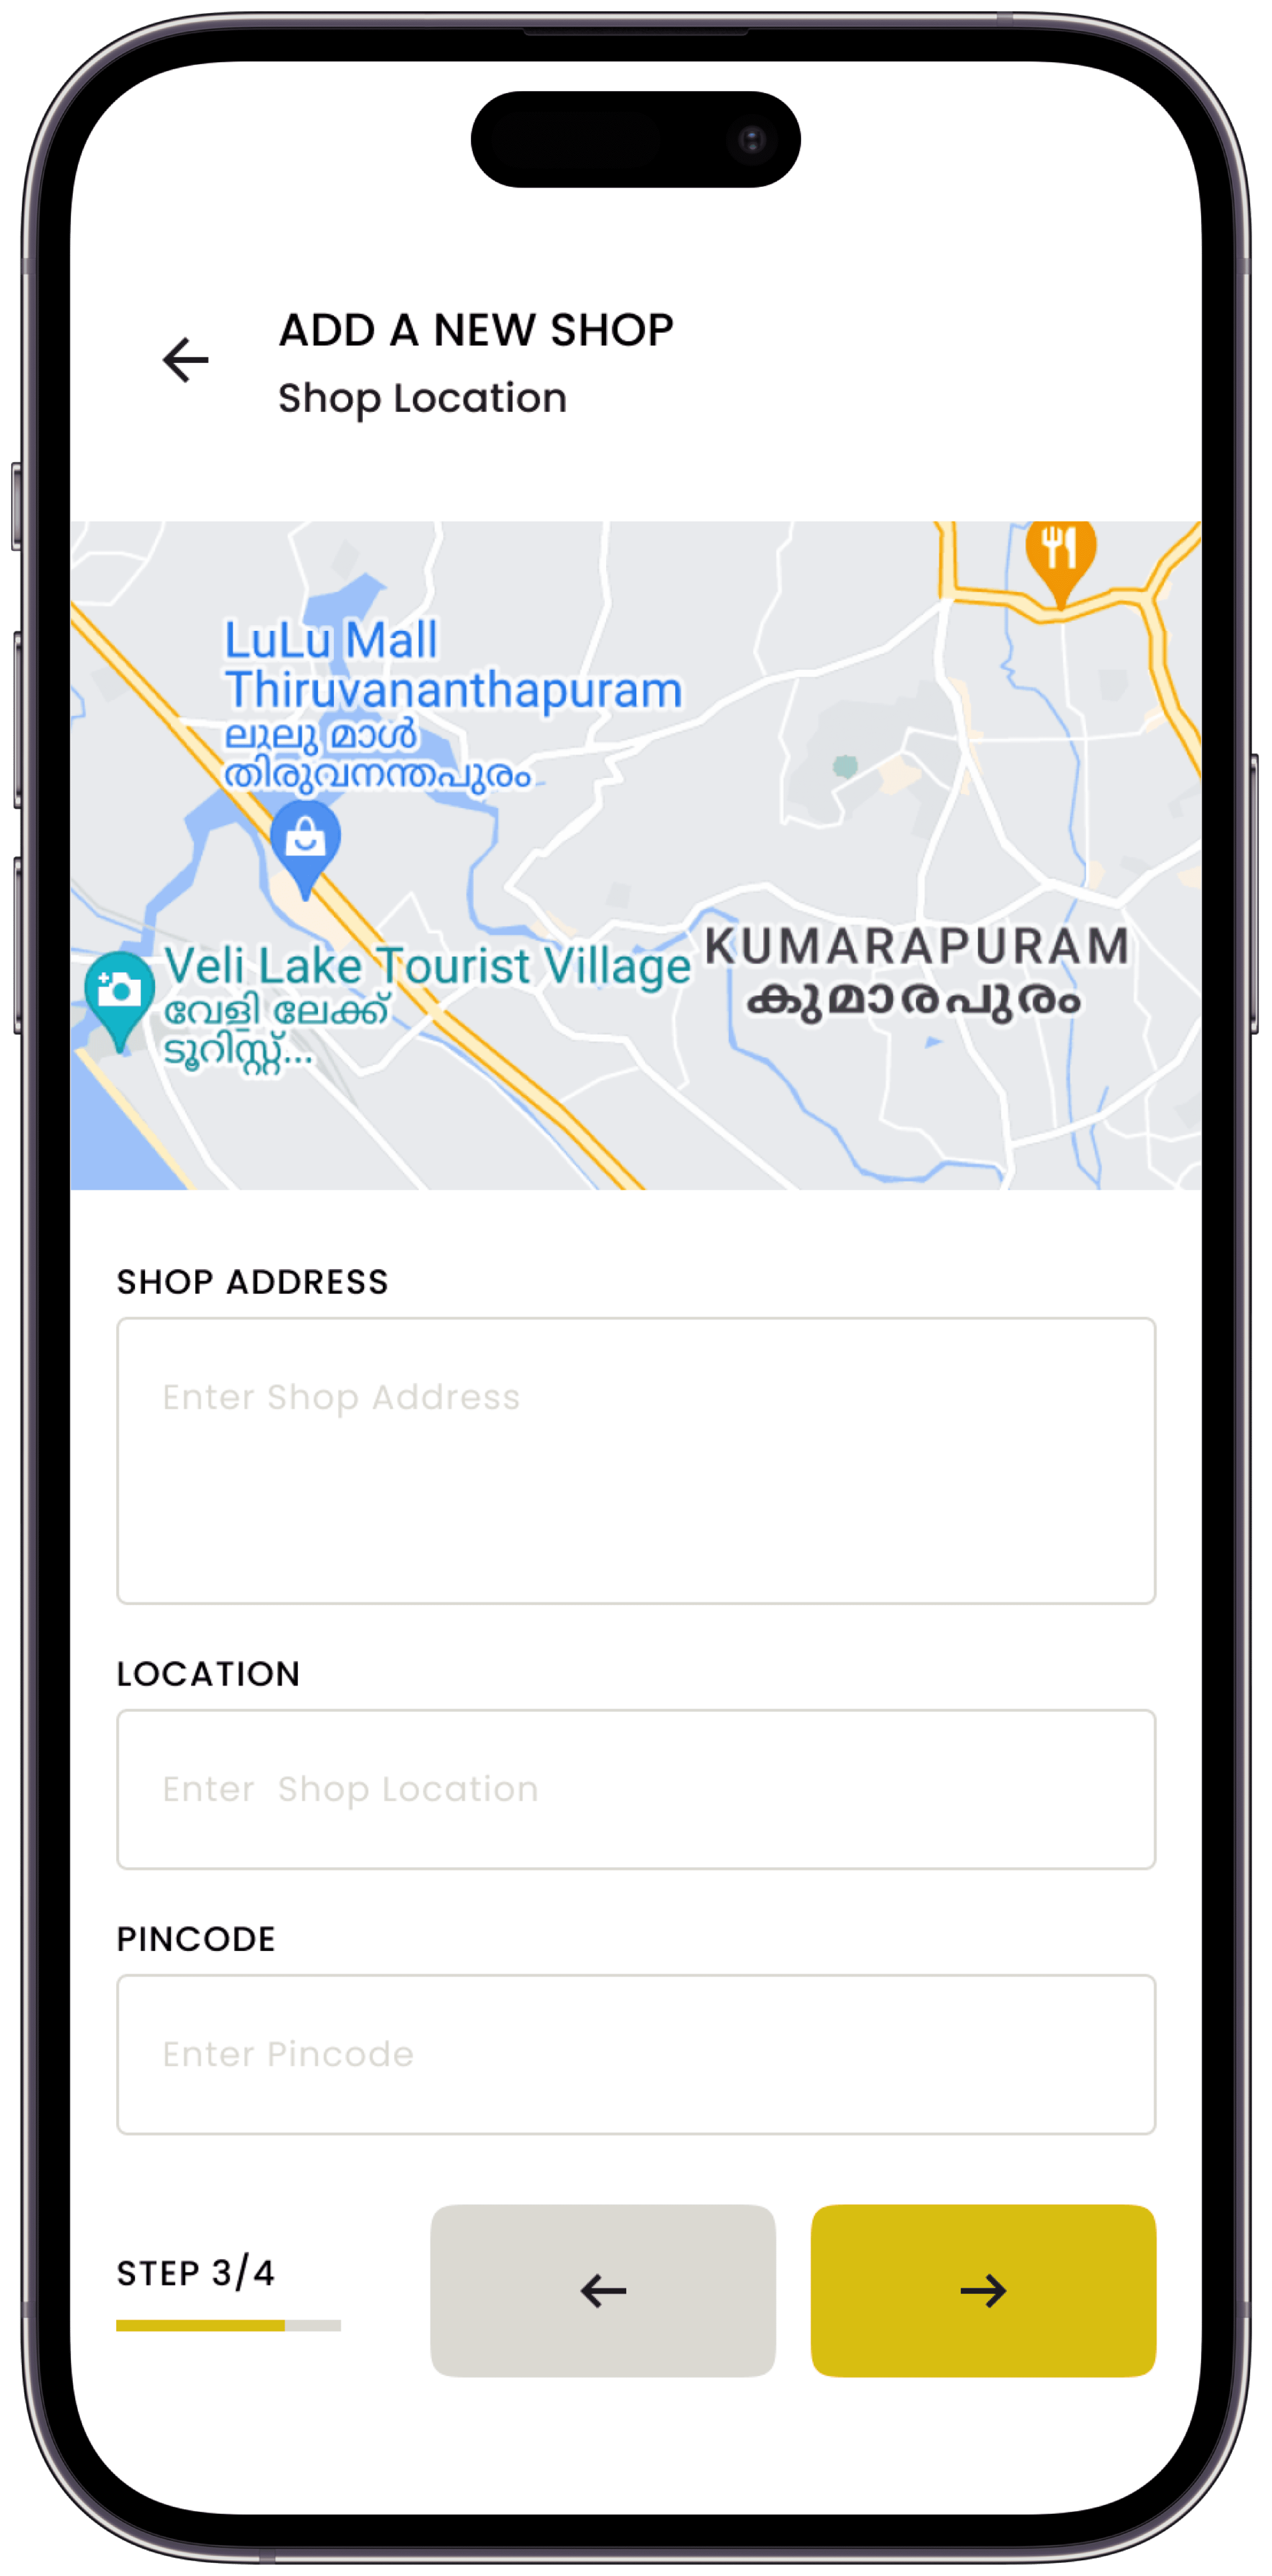 ADD A NEW SHOP
Shop Location
LuLu Mall
Thiruvananthapuram
ലുലു മാൾ
തിരുവനന്തപുരം
Veli Lake Tourist Village
വേളി ലേക്ക്
ടൂറിസ്റ്റ്...
KUMARAPURAM
കുമാരപുരം
SHOP ADDRESS
Enter Shop Address
LOCATION
Enter  Shop Location
PINCODE
Enter Pincode
STEP 3/4